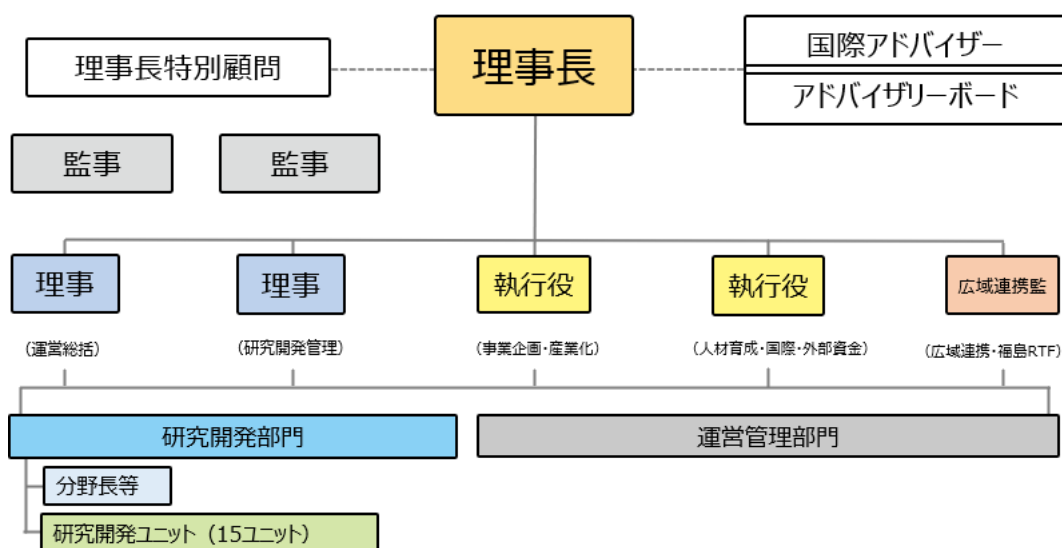 理事長特別顧問
理事長
国際アドバイザー
アドバイザリーボード
監事
監事
理事
理事
執行役
執行役
広域連携監
(運営総括)
(研究開発管理)
(事業企画・産業化)
(人材育成・国際・外部資金)
(広域連携・福島RTF)
研究開発部門
運営管理部門
分野長等
研究開発ユニット (15ユニット)